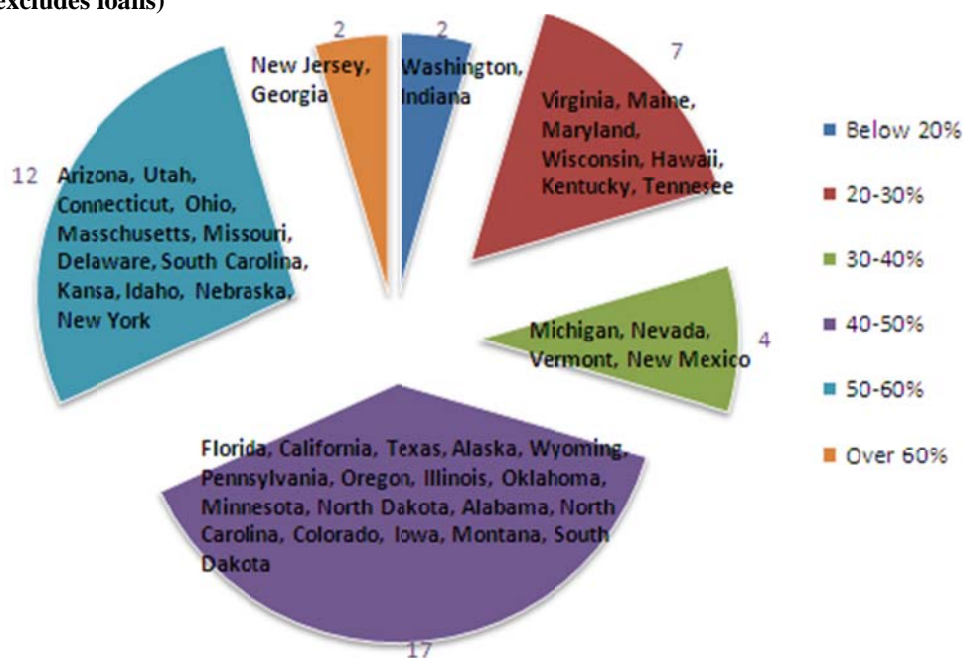 excludes loans)
2
2
7
New Jersey,
Georgia
Washington,
Indiana
Virginia, Maine,
Maryland,
Wisconsin, Hawaii,
Kentucky, Tennesee
12
Arizona, Utah,
Connecticut, Ohio,
Masschusetts, Missouri,
Delaware, South Carolina,
Kansa, Idaho, Nebraska,
New York
Michigan, Nevada,
Vermont, New Mexico
4
Florida, California, Texas, Alaska, Wyoming,
Pennsylvania, Oregon, Illinois, Oklahoma,
Minnesota, North Dakota, Alabama, North
Carolina, Colorado, Iowa, Montana, South
Dakota
17
Below 20%
20-30%
30-40%
40-50%
50-60%
Over 60%